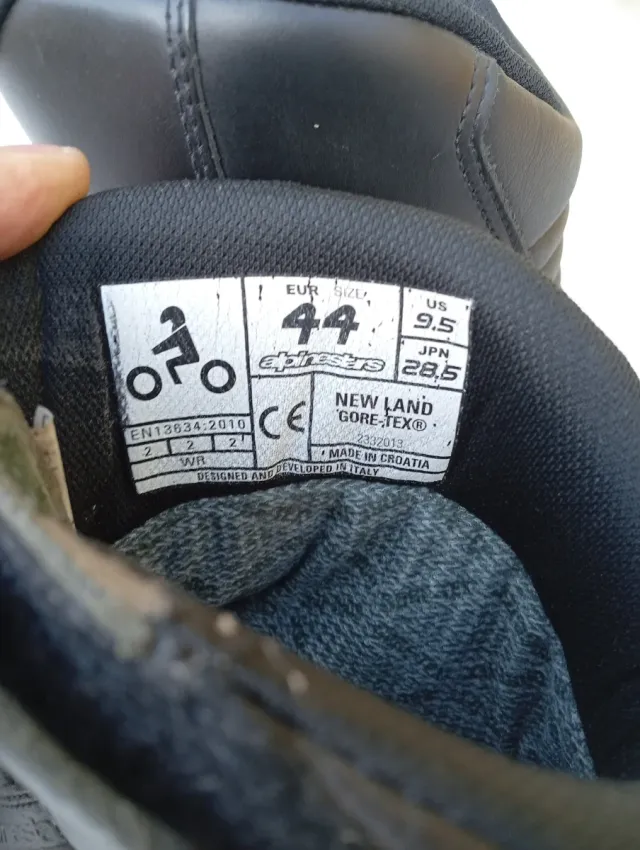 EUR SIZE
44
alpinestars
US
9.5
JPN
28,5
EN13634:2010
2 2 2
WR
CE
NEW LAND
GORE-TEX®
2332013
MADE IN CROATIA
DESIGNED AND DEVELOPED IN ITALY